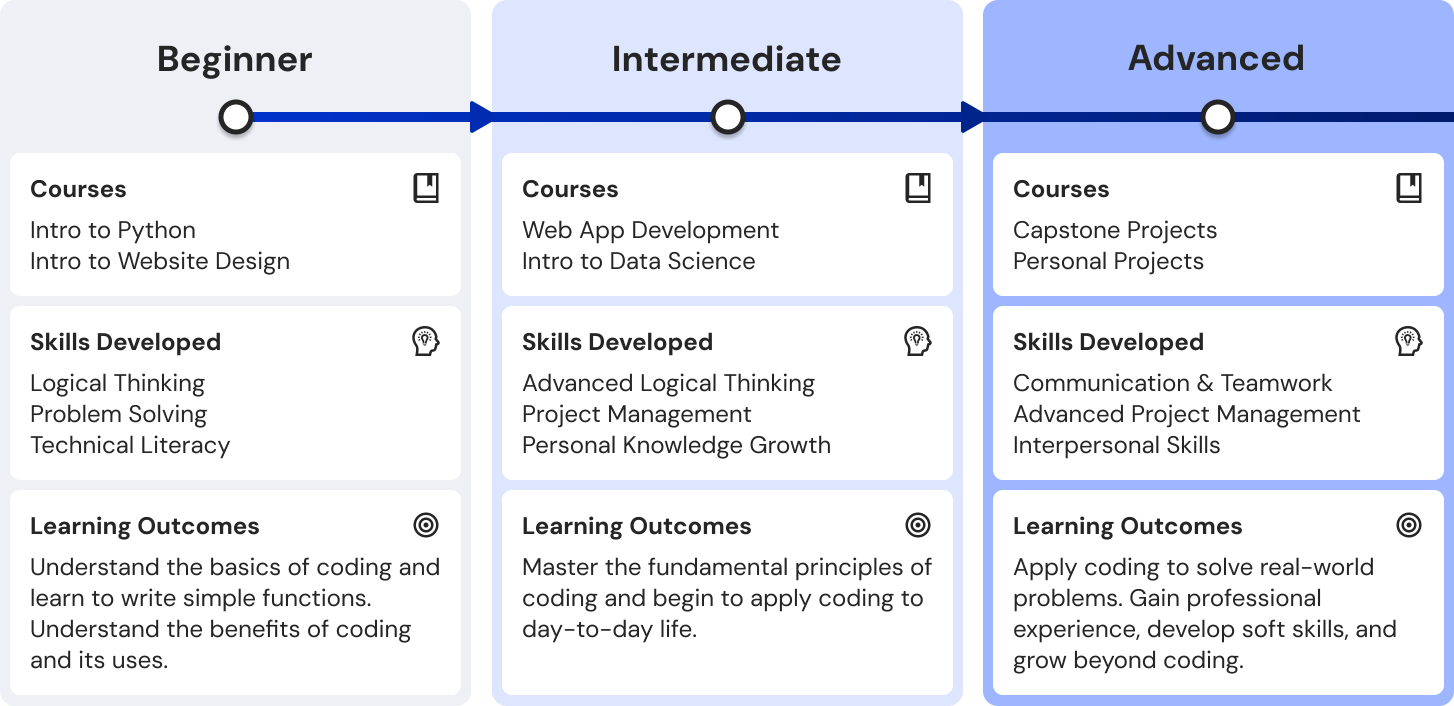 Beginner
Courses
Intro to Python
Intro to Website Design
Skills Developed
Logical Thinking
Problem Solving
Technical Literacy
Learning Outcomes
Understand the basics of coding and
learn to write simple functions.
Understand the benefits of coding
and its uses.
Intermediate
Courses
Web App Development
Intro to Data Science
Skills Developed
Advanced Logical Thinking
Project Management
Personal Knowledge Growth
Learning Outcomes
Master the fundamental principles of
coding and begin to apply coding to
day-to-day life.
Advanced
Courses
Capstone Projects
Personal Projects
Skills Developed
Communication & Teamwork
Advanced Project Management
Interpersonal Skills
Learning Outcomes
Apply coding to solve real-world
problems. Gain professional
experience, develop soft skills, and
grow beyond coding.